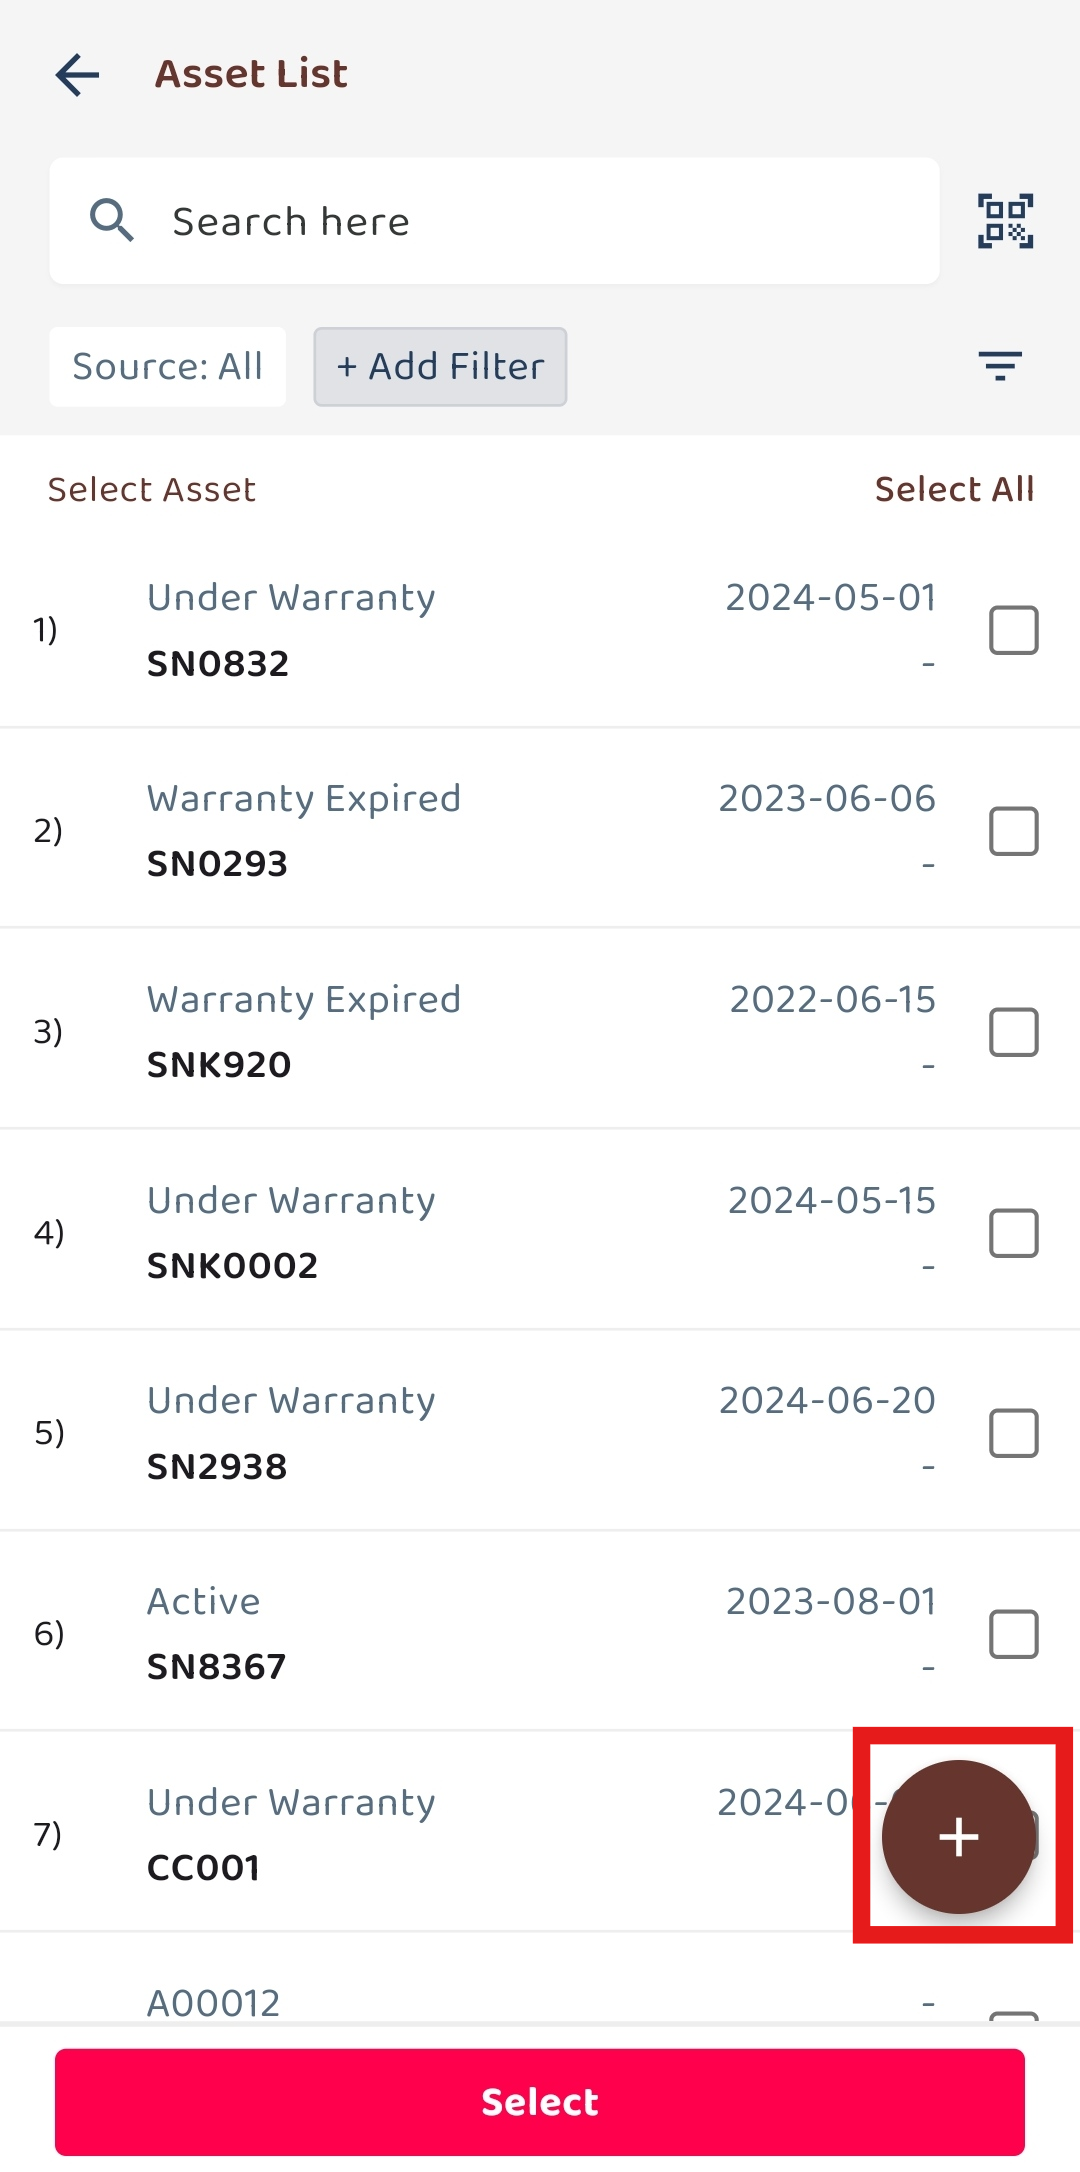 Asset List
Search here
Source: All
+ Add Filter
Select Asset
Select All
1)
Under Warranty
2024-05-01
SN0832
-
2)
Warranty Expired
2023-06-06
SN0293
-
3)
Warranty Expired
2022-06-15
SNK920
-
4)
Under Warranty
2024-05-15
SNK0002
-
5)
Under Warranty
2024-06-20
SN2938
-
6)
Active
2023-08-01
SN8367
-
7)
Under Warranty
CC001
A00012
-
Select